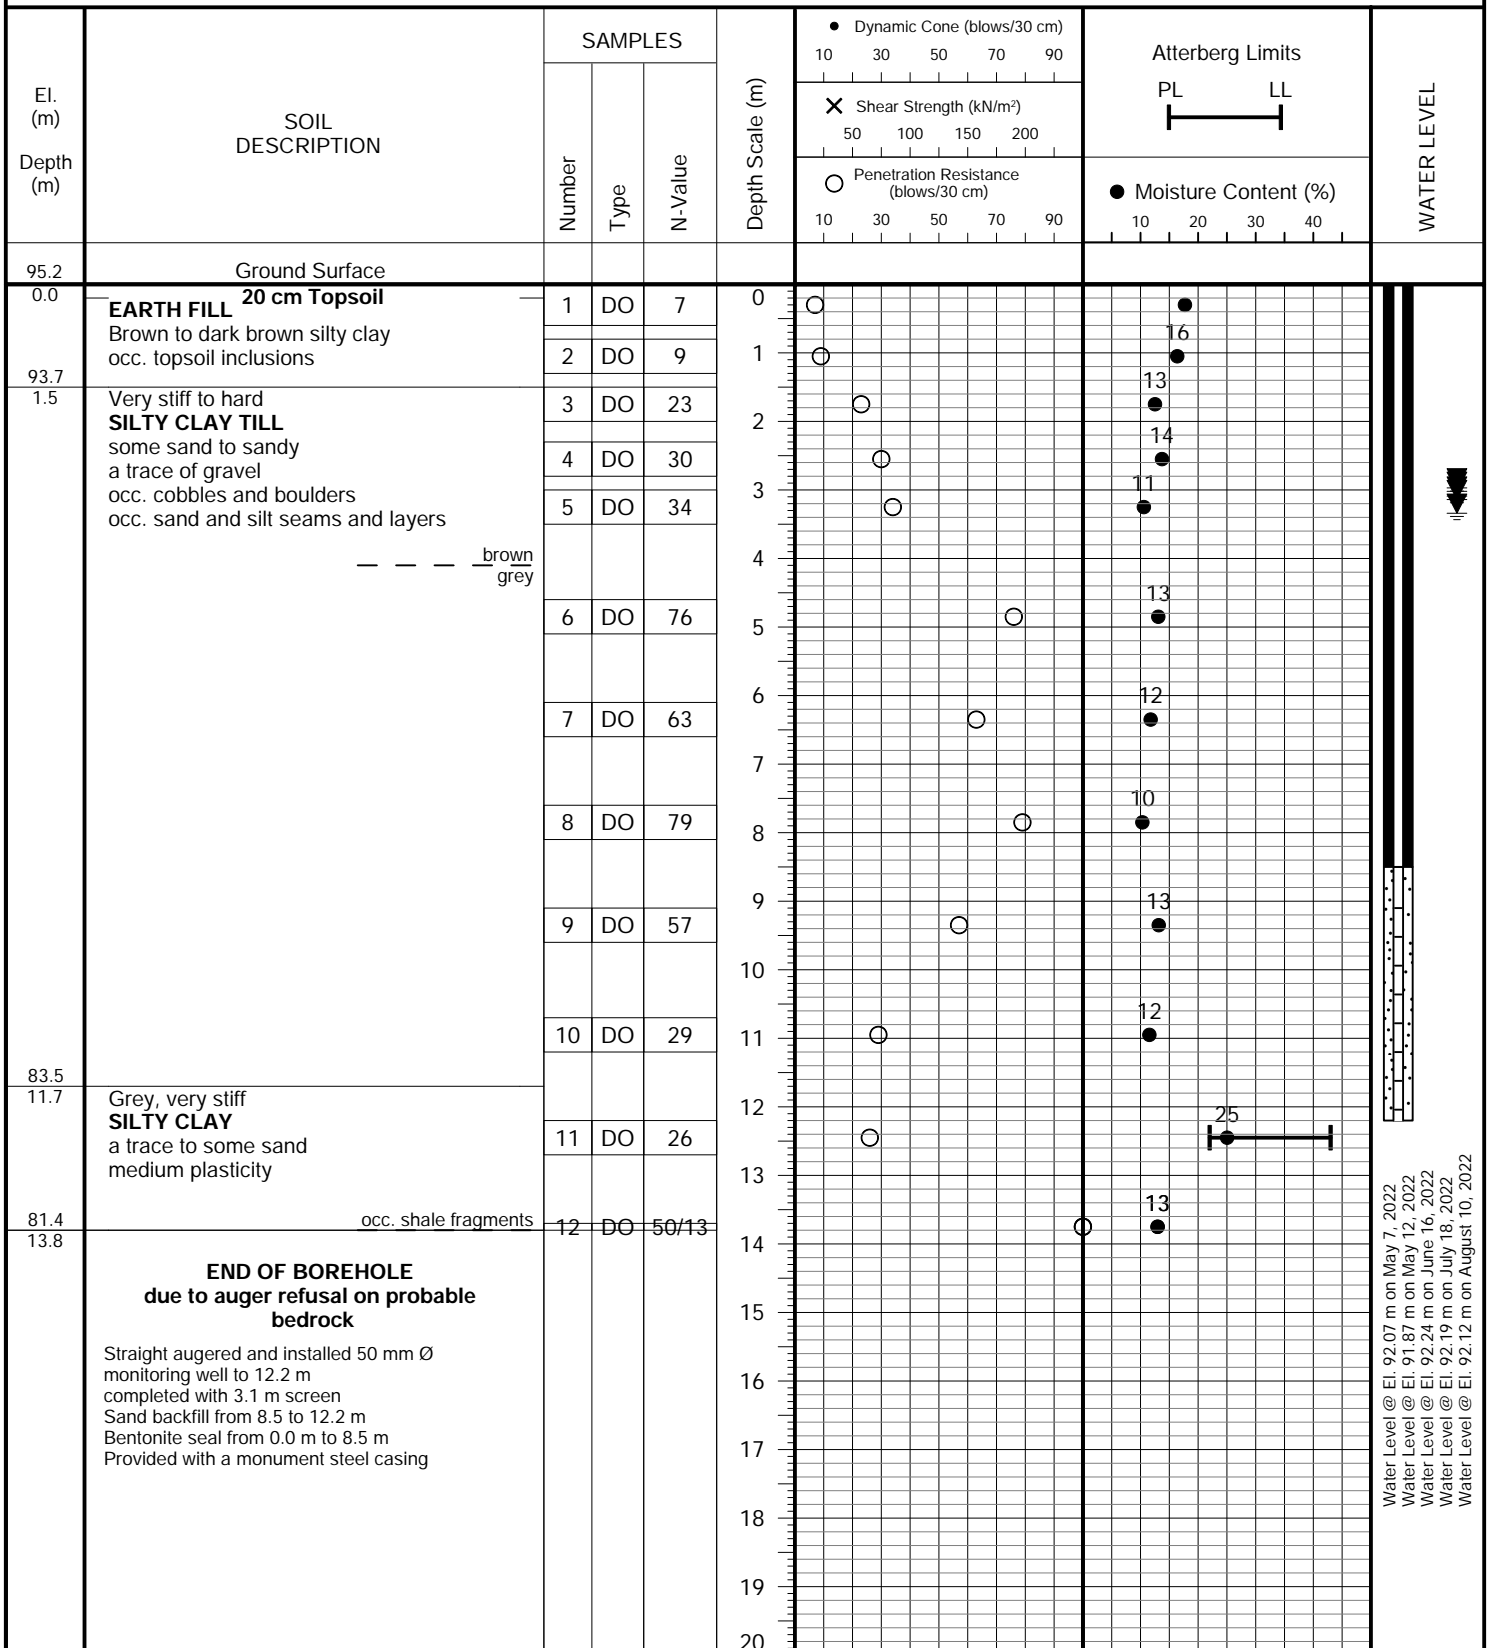 El.
(m)
Depth
(m)
SOIL
DESCRIPTION
SAMPLES
Number
Type
N-Value
Depth Scale (m)
Dynamic Cone (blows/30 cm)
10 30 50 70 90
Shear Strength (kN/m²)
50 100 150 200
Penetration Resistance
(blows/30 cm)
10 30 50 70 90
Atterberg Limits
PL LL
Moisture Content (%)
10 20 30 40
WATER LEVEL
95.2
Ground Surface
0.0
20 cm Topsoil
EARTH FILL
Brown to dark brown silty clay
occ. topsoil inclusions
93.7
1.5
Very stiff to hard
SILTY CLAY TILL
some sand to sandy
a trace of gravel
occ. cobbles and boulders
occ. sand and silt seams and layers
brown
grey
83.5
11.7
Grey, very stiff
SILTY CLAY
a trace to some sand
medium plasticity
occ. shale fragments
81.4
13.8
END OF BOREHOLE
due to auger refusal on probable
bedrock
Straight augered and installed 50 mm Ø
monitoring well to 12.2 m
completed with 3.1 m screen
Sand backfill from 8.5 to 12.2 m
Bentonite seal from 0.0 m to 8.5 m
Provided with a monument steel casing
1 DO 7
2 DO 9
3 DO 23
4 DO 30
5 DO 34
6 DO 76
7 DO 63
8 DO 79
9 DO 57
10 DO 29
11 DO 26
12 DO 50/13
0
1
2
3
4
5
6
7
8
9
10
11
12
13
14
15
16
17
18
19
20
16
13
14
11
13
12
10
13
12
25
13
Water Level @ El. 92.07 m on May 7, 2022
Water Level @ El. 91.87 m on May 12, 2022
Water Level @ El. 92.24 m on June 16, 2022
Water Level @ El. 92.19 m on July 18, 2022
Water Level @ El. 92.12 m on August 10, 2022